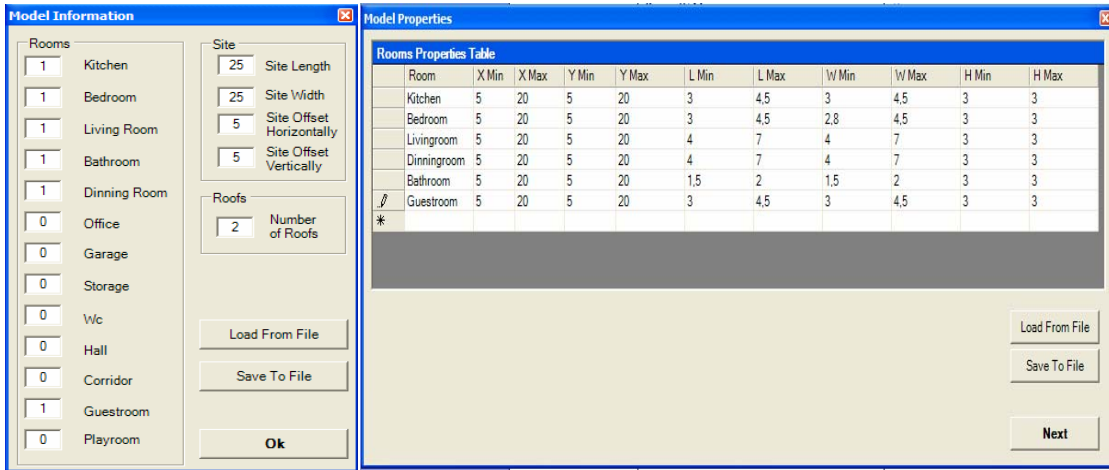 Model Information
Rooms
1 Kitchen
1 Bedroom
1 Living Room
1 Bathroom
1 Dinning Room
0 Office
0 Garage
0 Storage
0 Wc
0 Hall
0 Corridor
1 Guestroom
0 Playroom
Site
25 Site Length
25 Site Width
5 Site Offset
Horizontally
5 Site Offset
Vertically
Roofs
2 Number
of Roofs
Load From File
Save To File
Ok
Model Properties
Rooms Properties Table
Room X Min X Max Y Min Y Max L Min L Max W Min W Max H Min H Max
Kitchen 5 20 5 20 3 4,5 3 4,5 3 3
Bedroom 5 20 5 20 3 4,5 2,8 4,5 3 3
Livingroom 5 20 5 20 4 7 4 7 3 3
Dinningroom 5 20 5 20 4 7 4 7 3 3
Bathroom 5 20 5 20 1,5 2 1,5 2 3 3
Guestroom 5 20 5 20 3 4,5 3 4,5 3 3
Load From File
Save To File
Next